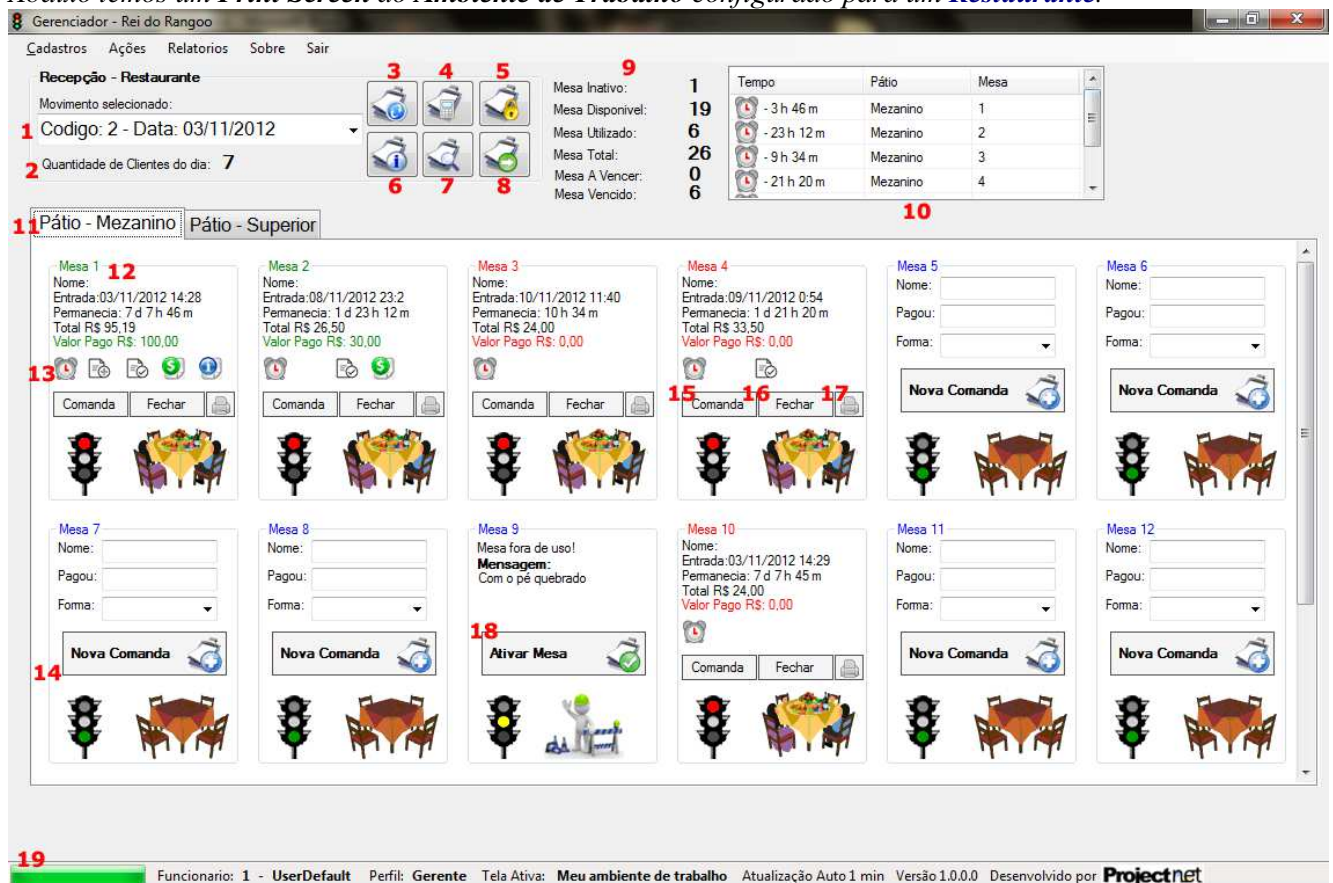 Módulo temos um Print Screen do Ambiente de Trabalho configurado para um Restaurante.
Gerenciador - Rei do Rangoo
Cadastros Ações Relatorios Sobre Sair
Recepção - Restaurante
Movimento selecionado:
1 Codigo: 2 - Data: 03/11/2012
2 Quantidade de Clientes do dia: 7
3 4 5
6 7 8
9
Mesa Inativo: 1
Mesa Disponivel: 19
Mesa Utilizado: 6
Mesa Total: 26
Mesa A Vencer: 0
Mesa Vencido: 6
Tempo Pátio Mesa
- 3 h 46 m Mezanino 1
- 23 h 12 m Mezanino 2
- 9 h 34 m Mezanino 3
- 21 h 20 m Mezanino 4
10
11 Pátio - Mezanino Pátio - Superior
Mesa 1 12
Nome:
Entrada:03/11/2012 14:28
Permanecia: 7 d 7 h 46 m
Total R$ 95,19
Valor Pago R$: 100,00
13
Comanda Fechar
Mesa 2
Nome:
Entrada:08/11/2012 23:2
Permanecia: 1 d 23 h 12 m
Total R$ 26,50
Valor Pago R$: 30,00
Comanda Fechar
Mesa 3
Nome:
Entrada:10/11/2012 11:40
Permanecia: 10 h 34 m
Total R$ 24,00
Valor Pago R$: 0,00
Comanda Fechar
Mesa 4
Nome:
Entrada:09/11/2012 0:54
Permanecia: 1 d 21 h 20 m
Total R$ 33,50
Valor Pago R$: 0,00
15 16 17
Comanda Fechar
Mesa 5
Nome:
Pagou:
Forma:
Nova Comanda
Mesa 6
Nome:
Pagou:
Forma:
Nova Comanda
Mesa 7
Nome:
Pagou:
Forma:
Nova Comanda
14
Mesa 8
Nome:
Pagou:
Forma:
Nova Comanda
Mesa 9
Mesa fora de uso!
Mensagem:
Com o pé quebrado
18
Ativar Mesa
Mesa 10
Nome:
Entrada:03/11/2012 14:29
Permanecia: 7 d 7 h 45 m
Total R$ 24,00
Valor Pago R$: 0,00
Comanda Fechar
Mesa 11
Nome:
Pagou:
Forma:
Nova Comanda
Mesa 12
Nome:
Pagou:
Forma:
Nova Comanda
19
Funcionario: 1 - UserDefault Perfil: Gerente Tela Ativa: Meu ambiente de trabalho Atualização Auto 1 min Versão 1.0.0.0 Desenvolvido por Projectnet